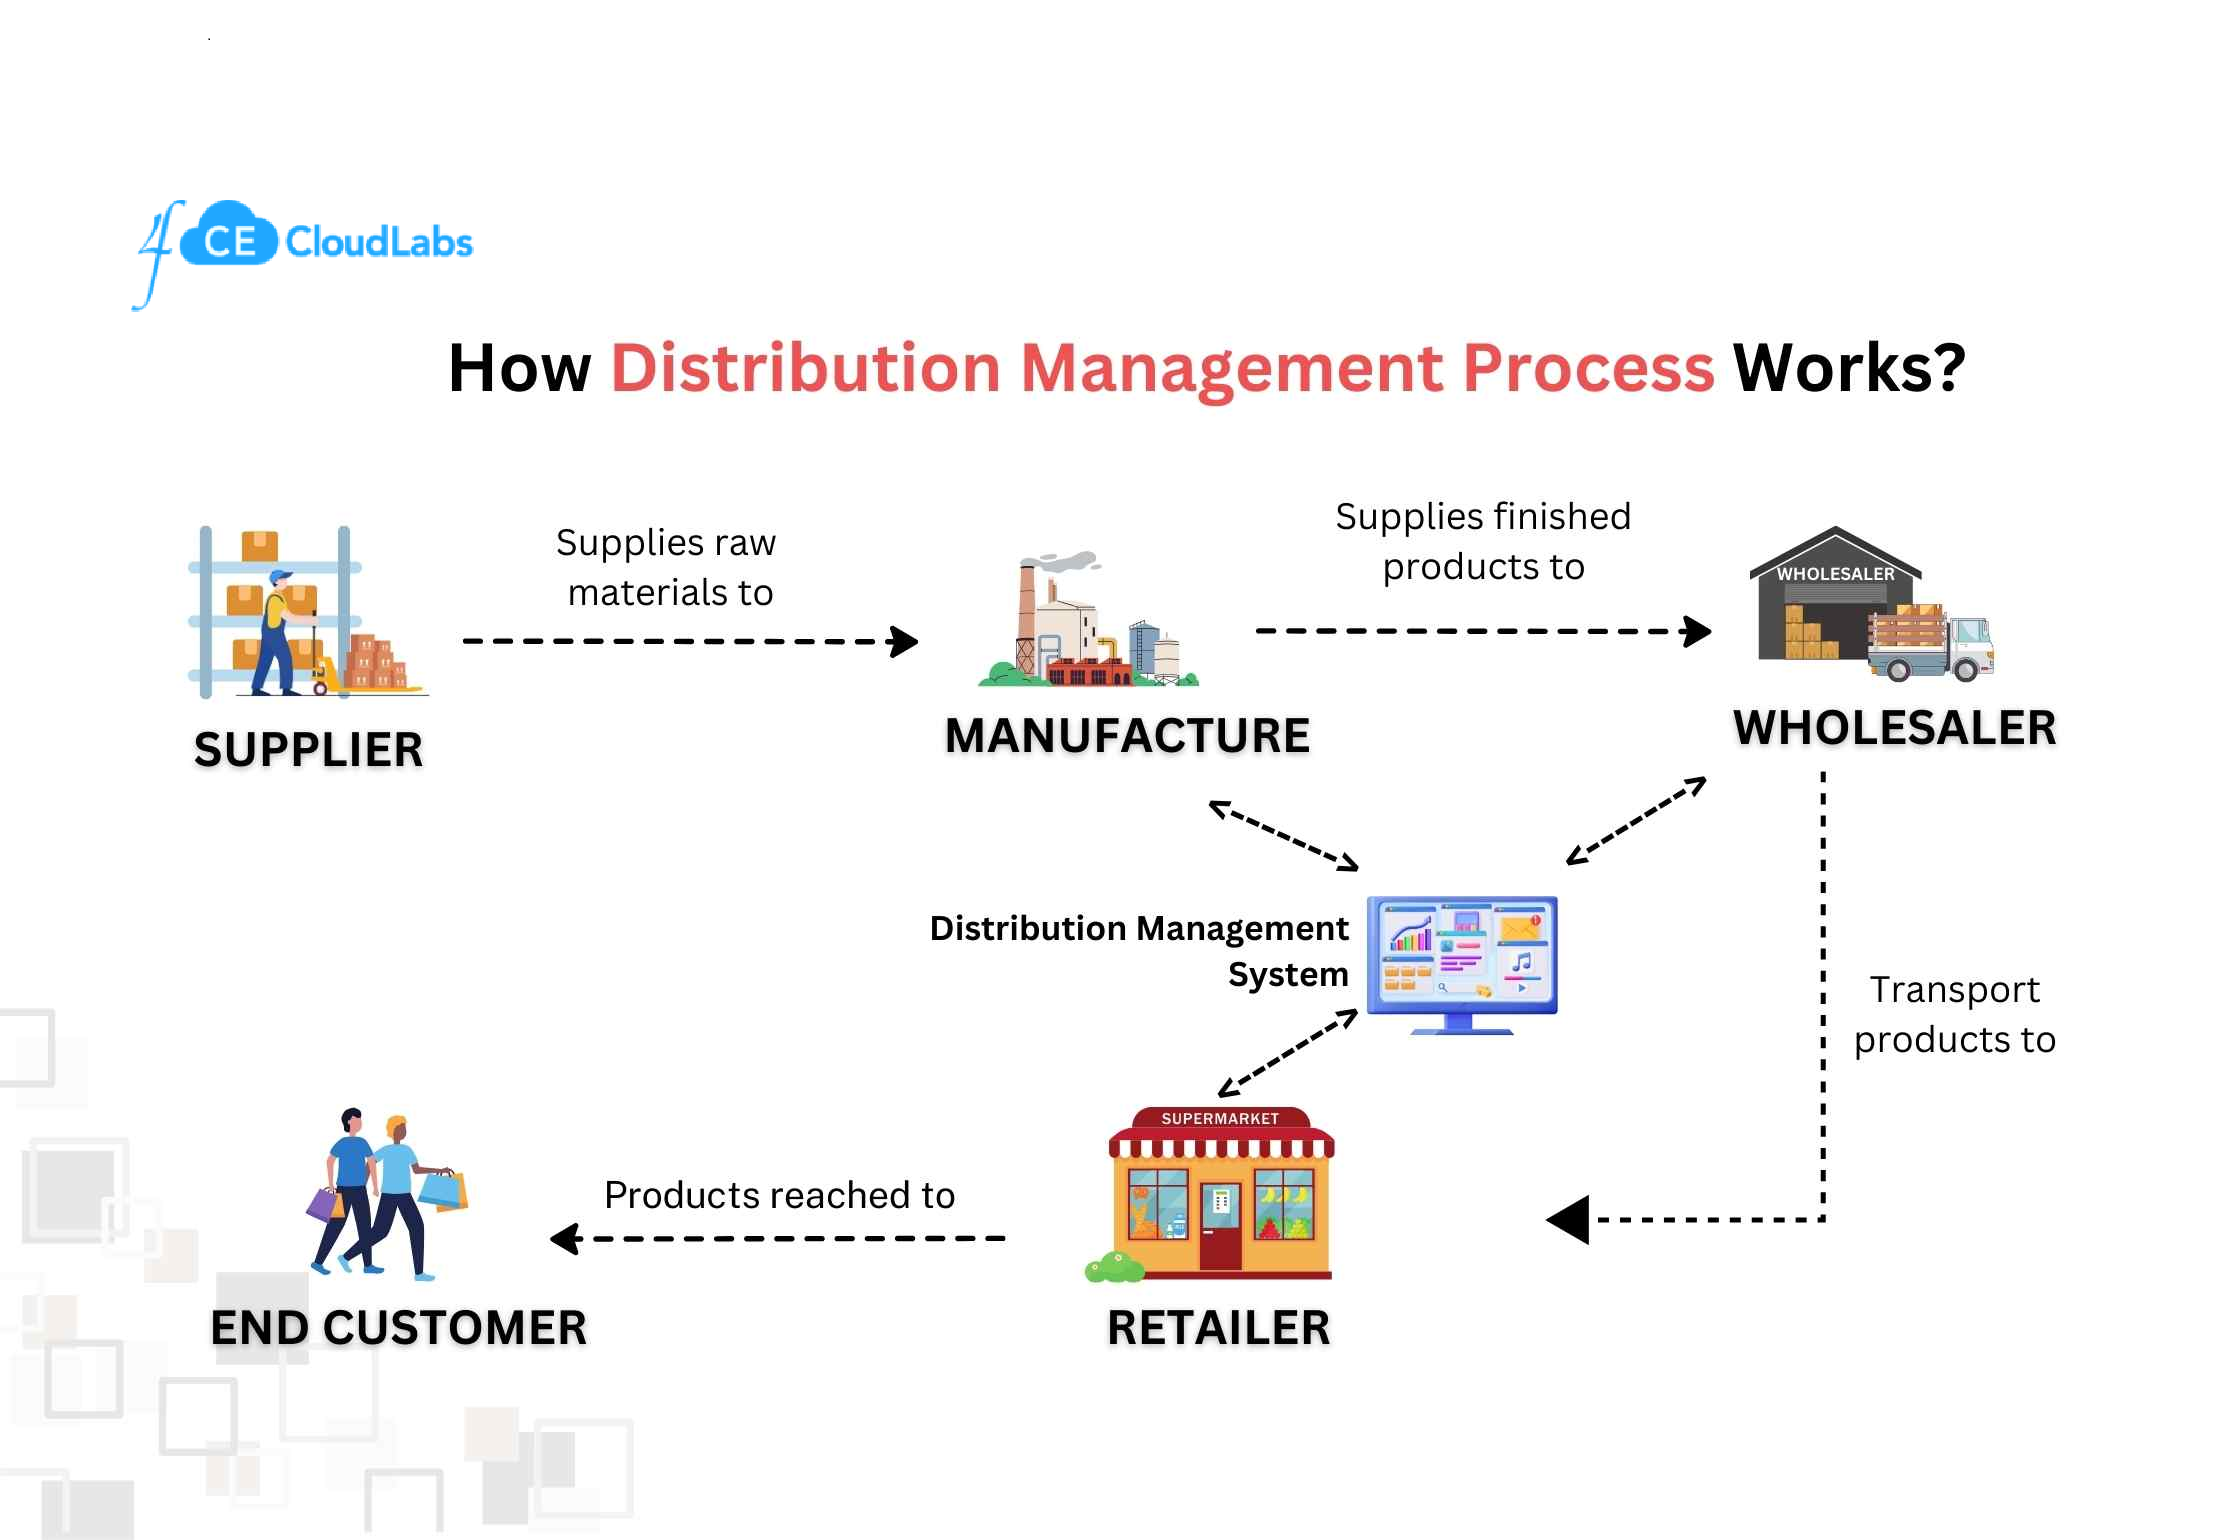 4f CE CloudLabs
How Distribution Management Process Works?
Supplies raw
materials to
Supplies finished
products to
WHOLESALER
SUPPLIER
MANUFACTURE
WHOLESALER
Distribution Management
System
Transport
products to
SUPERMARKET
Products reached to
END CUSTOMER
RETAILER